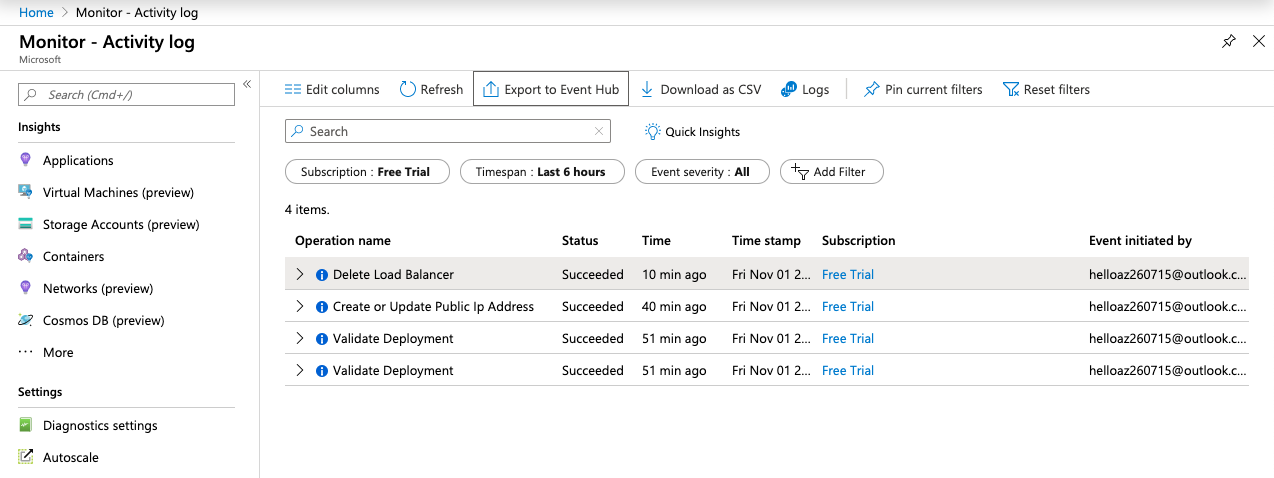 Home > Monitor - Activity log
Monitor - Activity log
Microsoft
Search (Cmd+/)
Insights
Applications
Virtual Machines (preview)
Storage Accounts (preview)
Containers
Networks (preview)
Cosmos DB (preview)
More
Settings
Diagnostics settings
Autoscale
Edit columns Refresh Export to Event Hub Download as CSV Logs Pin current filters Reset filters
Search Quick Insights
Subscription : Free Trial Timespan : Last 6 hours Event severity : All Add Filter
4 items.
Operation name Status Time Time stamp Subscription Event initiated by
Delete Load Balancer Succeeded 10 min ago Fri Nov 01 2... Free Trial helloaz260715@outlook.c...
Create or Update Public Ip Address Succeeded 40 min ago Fri Nov 01 2... Free Trial helloaz260715@outlook.c...
Validate Deployment Succeeded 51 min ago Fri Nov 01 2... Free Trial helloaz260715@outlook.c...
Validate Deployment Succeeded 51 min ago Fri Nov 01 2... Free Trial helloaz260715@outlook.c...